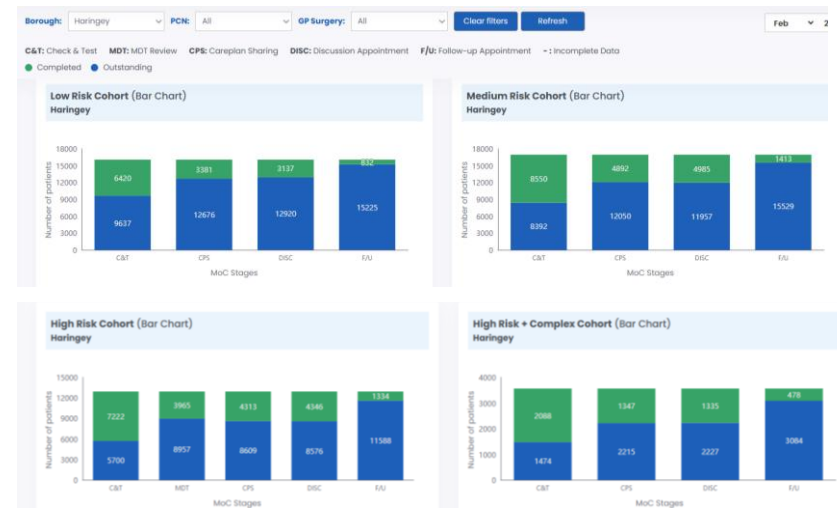 Borough: Haringey PCN: All GP Surgery: All Clear filters Refresh Feb 2
C&T: Check & Test MDT: MDT Review CPS: Careplan Sharing DISC: Discussion Appointment F/U: Follow-up Appointment - : Incomplete Data
Completed Outstanding
Low Risk Cohort (Bar Chart)
Haringey
18000
15000
12000
9000
6000
3000
0
Number of patients
6420 3381 3137 832
9637 12676 12920 15225
C&T CPS DISC F/U
MoC Stages
Medium Risk Cohort (Bar Chart)
Haringey
18000
15000
12000
9000
6000
3000
0
Number of patients
8550 4892 4985 1413
8392 12050 11957 15529
C&T CPS DISC F/U
MoC Stages
High Risk Cohort (Bar Chart)
Haringey
15000
12000
9000
6000
3000
0
Number of patients
7222 3965 4313 4346 1334
5700 8957 8609 8576 11588
C&T MDT CPS DISC F/U
MoC Stages
High Risk + Complex Cohort (Bar Chart)
Haringey
4000
3000
2000
1000
0
Number of patients
2088 1347 1335 478
1474 2215 2227 3084
C&T CPS DISC F/U
MoC Stages